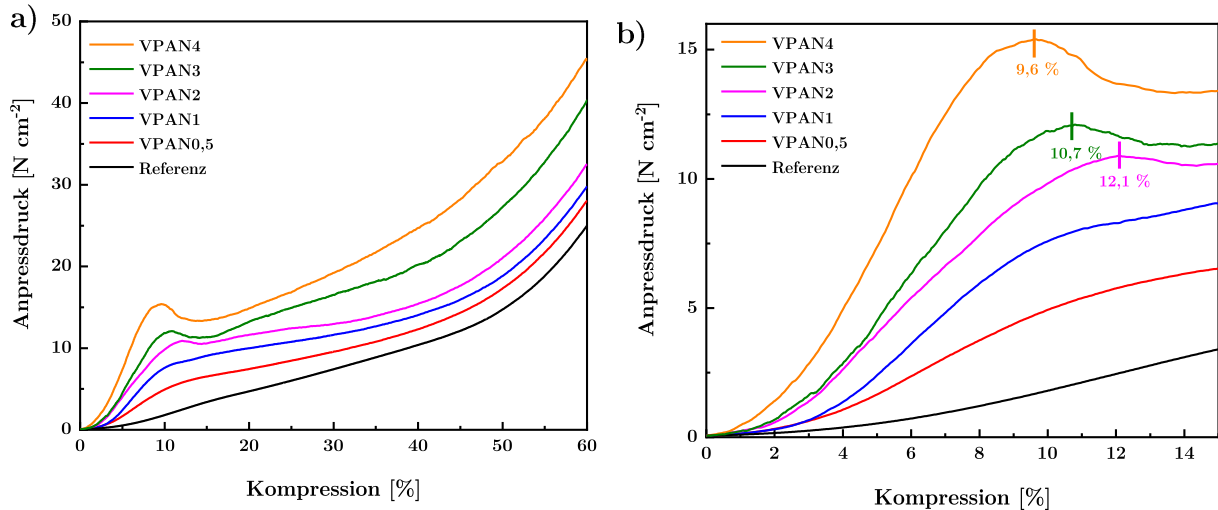 a)
50
40
30
20
10
0
Anpressdruck [N cm⁻²]
VPAN4
VPAN3
VPAN2
VPAN1
VPAN0,5
Referenz
0 10 20 30 40 50 60
Kompression [%]
b)
15
10
5
0
Anpressdruck [N cm⁻²]
VPAN4
VPAN3
VPAN2
VPAN1
VPAN0,5
Referenz
9,6 %
10,7 %
12,1 %
0 2 4 6 8 10 12 14
Kompression [%]